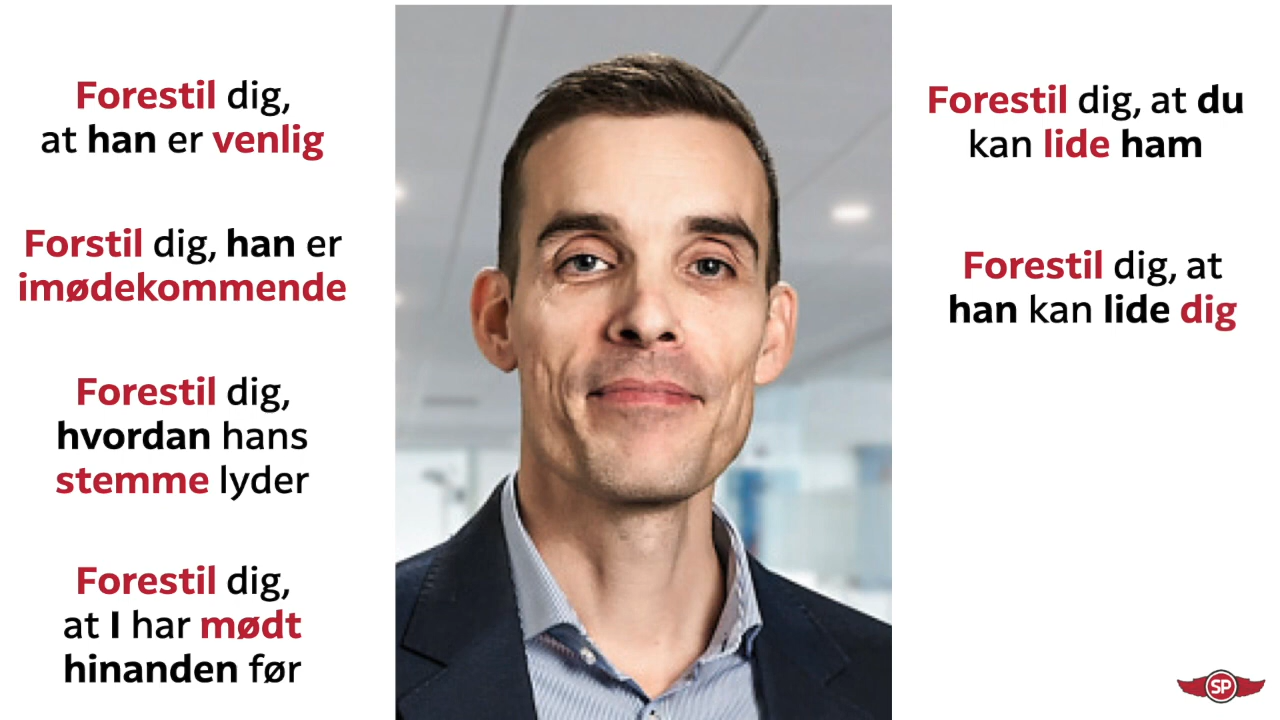 Forestil dig,
at han er venlig
Forstil dig, han er
imødekommende
Forestil dig,
hvordan hans
stemme lyder
Forestil dig,
at I har mødt
hinanden før
Forestil dig, at du
kan lide ham
Forestil dig, at
han kan lide dig
SP